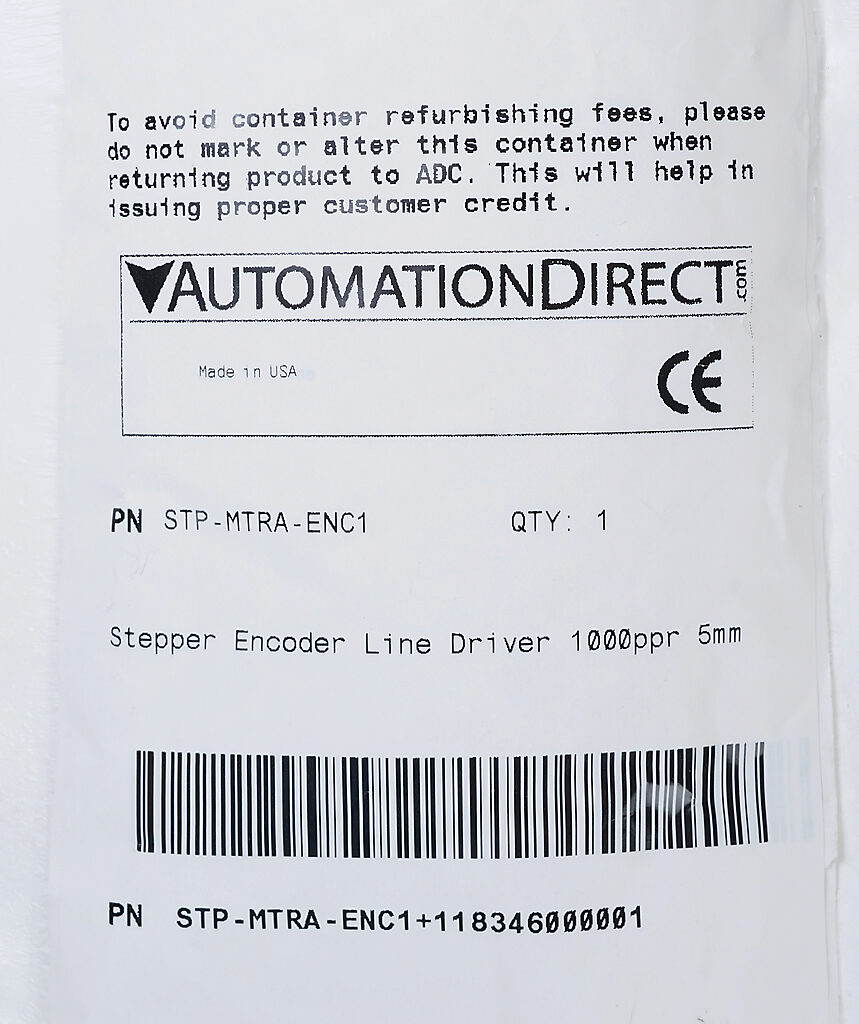 To avoid container refurbishing fees, please
do not mark or alter this container when
returning product to ADC. This will help in
issuing proper customer credit.
AUTOMATIONDIRECT.com
Made in USA
CE
PN STP-MTRA-ENC1 QTY: 1
Stepper Encoder Line Driver 1000ppr 5mm
PN STP-MTRA-ENC1+118346000001